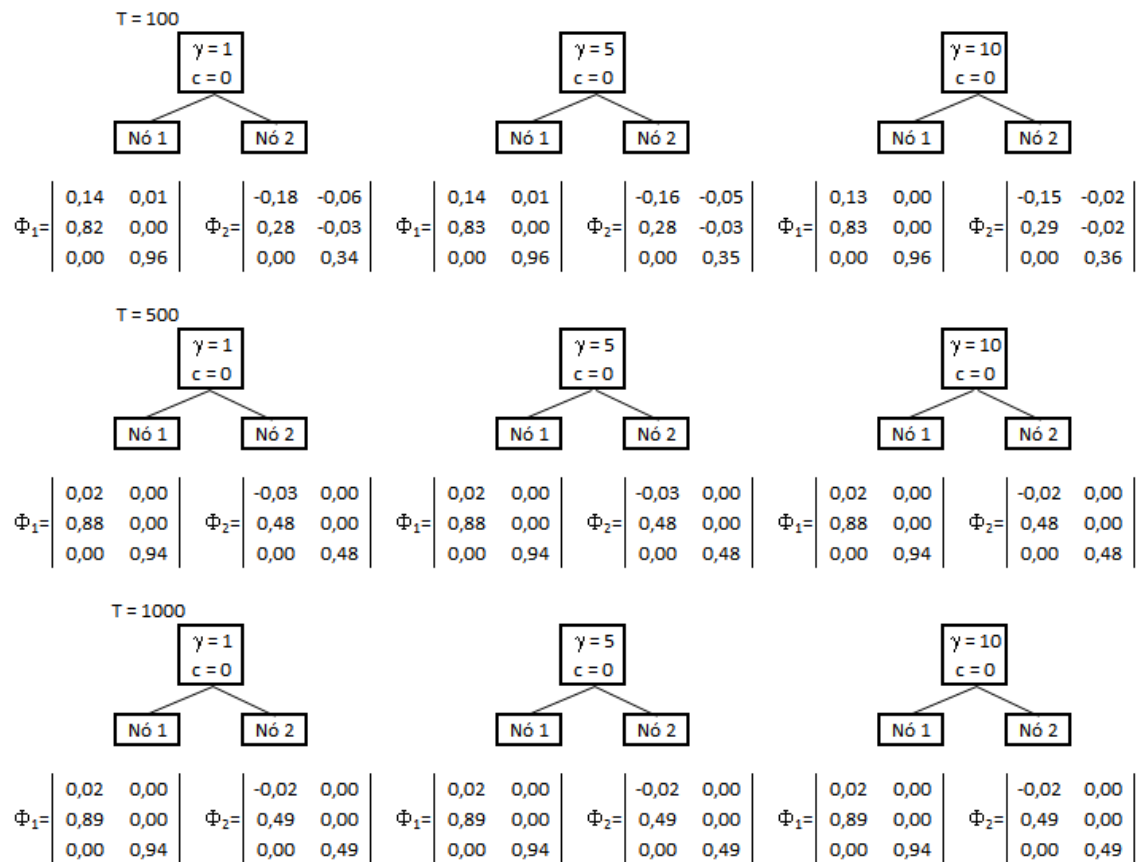 T = 100
γ = 1 γ = 5 γ = 10
c = 0 c = 0 c = 0
Nó 1 Nó 2 Nó 1 Nó 2 Nó 1 Nó 2
0,14 0,01 -0,18 -0,06 0,14 0,01 -0,16 -0,05 0,13 0,00 -0,15 -0,02
Φ₁= 0,82 0,00 Φ₂= 0,28 -0,03 Φ₁= 0,83 0,00 Φ₂= 0,28 -0,03 Φ₁= 0,83 0,00 Φ₂= 0,29 -0,02
0,00 0,96 0,00 0,34 0,00 0,96 0,00 0,35 0,00 0,96 0,00 0,36
T = 500
γ = 1 γ = 5 γ = 10
c = 0 c = 0 c = 0
Nó 1 Nó 2 Nó 1 Nó 2 Nó 1 Nó 2
0,02 0,00 -0,03 0,00 0,02 0,00 -0,03 0,00 0,02 0,00 -0,02 0,00
Φ₁= 0,88 0,00 Φ₂= 0,48 0,00 Φ₁= 0,88 0,00 Φ₂= 0,48 0,00 Φ₁= 0,88 0,00 Φ₂= 0,48 0,00
0,00 0,94 0,00 0,48 0,00 0,94 0,00 0,48 0,00 0,94 0,00 0,48
T = 1000
γ = 1 γ = 5 γ = 10
c = 0 c = 0 c = 0
Nó 1 Nó 2 Nó 1 Nó 2 Nó 1 Nó 2
0,02 0,00 -0,02 0,00 0,02 0,00 -0,02 0,00 0,02 0,00 -0,02 0,00
Φ₁= 0,89 0,00 Φ₂= 0,49 0,00 Φ₁= 0,89 0,00 Φ₂= 0,49 0,00 Φ₁= 0,89 0,00 Φ₂= 0,49 0,00
0,00 0,94 0,00 0,49 0,00 0,94 0,00 0,49 0,00 0,94 0,00 0,49